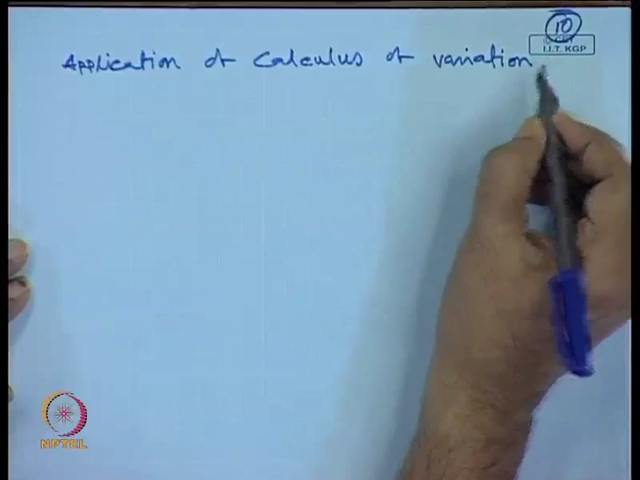 10
I.I.T. KGP
Application of Calculus of variation
NPTEL